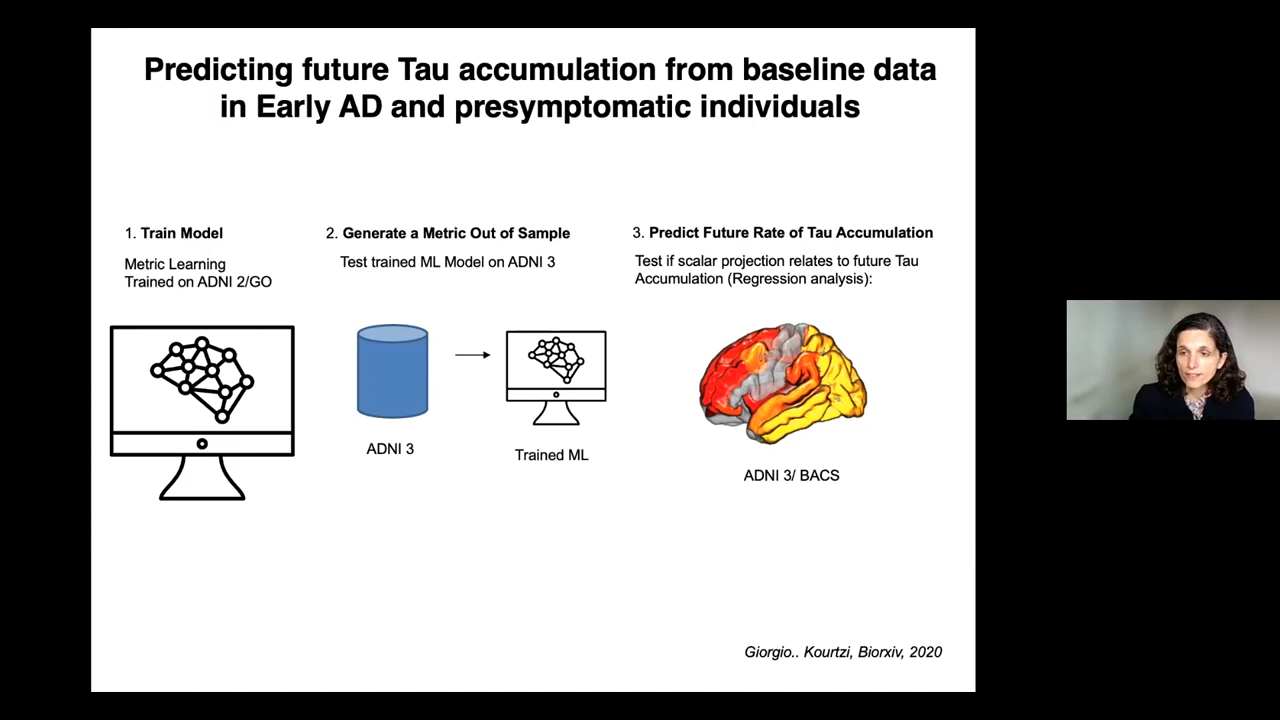 Predicting future Tau accumulation from baseline data
in Early AD and presymptomatic individuals
1. Train Model
Metric Learning
Trained on ADNI 2/GO
2. Generate a Metric Out of Sample
Test trained ML Model on ADNI 3
ADNI 3
Trained ML
3. Predict Future Rate of Tau Accumulation
Test if scalar projection relates to future Tau
Accumulation (Regression analysis):
ADNI 3/ BACS
Giorgio.. Kourtzi, Biorxiv, 2020